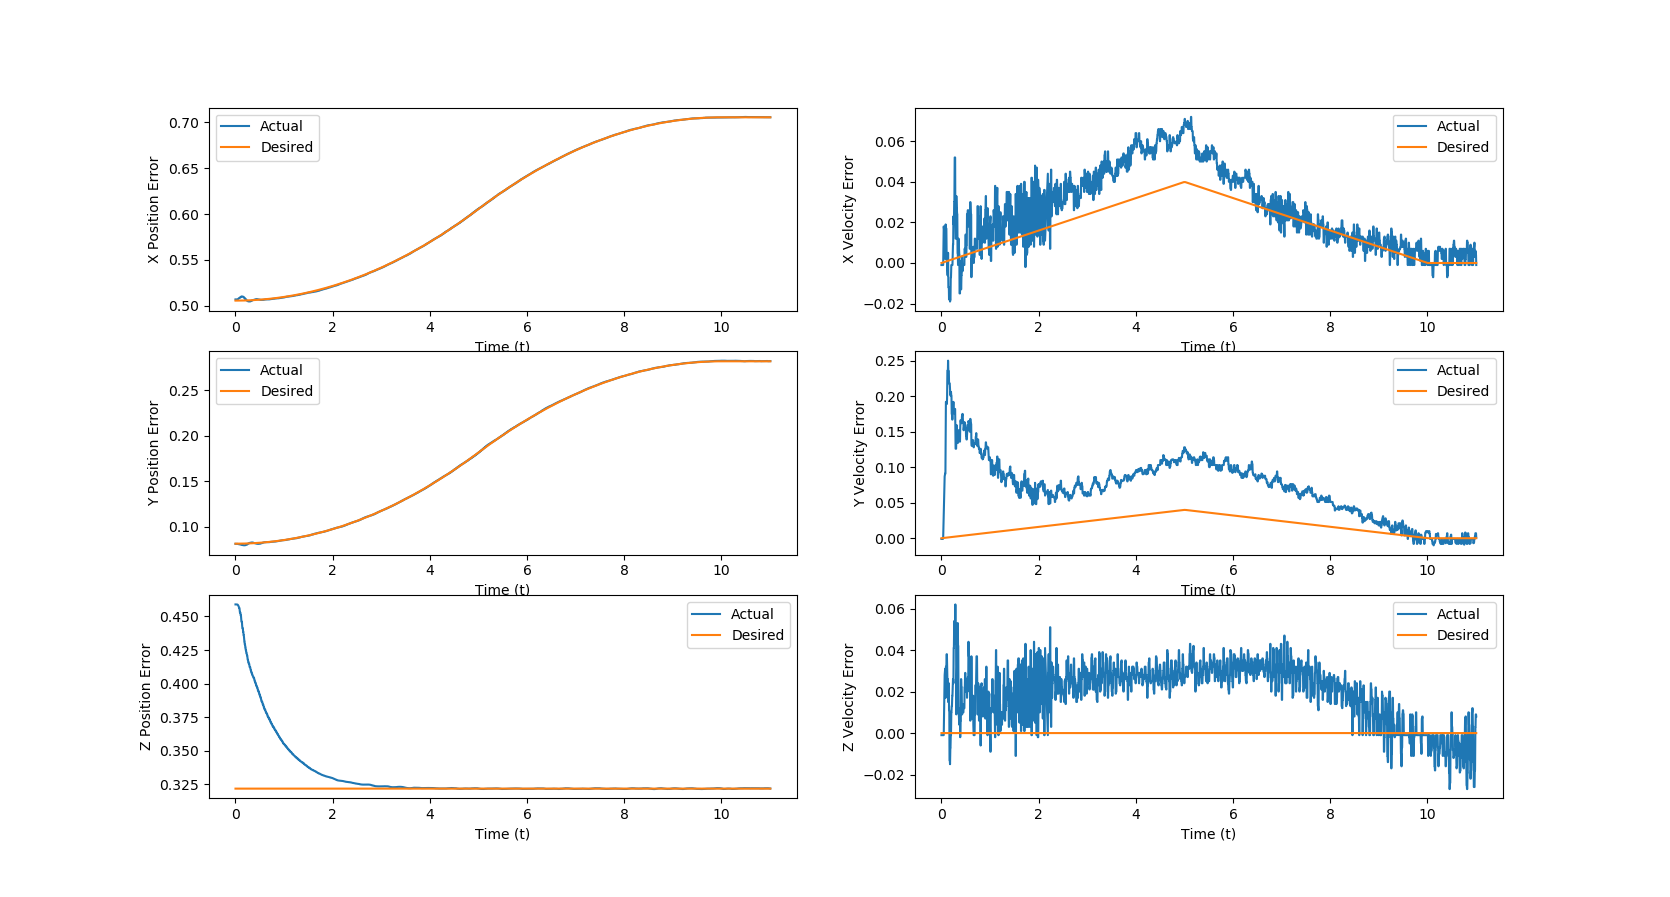 X Position Error
0.70
0.65
0.60
0.55
0.50
Actual
Desired
0 2 4 6 8 10
Time (t)
X Velocity Error
0.06
0.04
0.02
0.00
−0.02
Actual
Desired
0 2 4 6 8 10
Time (t)
Y Position Error
0.25
0.20
0.15
0.10
Actual
Desired
0 2 4 6 8 10
Time (t)
Y Velocity Error
0.25
0.20
0.15
0.10
0.05
0.00
Actual
Desired
0 2 4 6 8 10
Time (t)
Z Position Error
0.450
0.425
0.400
0.375
0.350
0.325
Actual
Desired
0 2 4 6 8 10
Time (t)
Z Velocity Error
0.06
0.04
0.02
0.00
−0.02
Actual
Desired
0 2 4 6 8 10
Time (t)